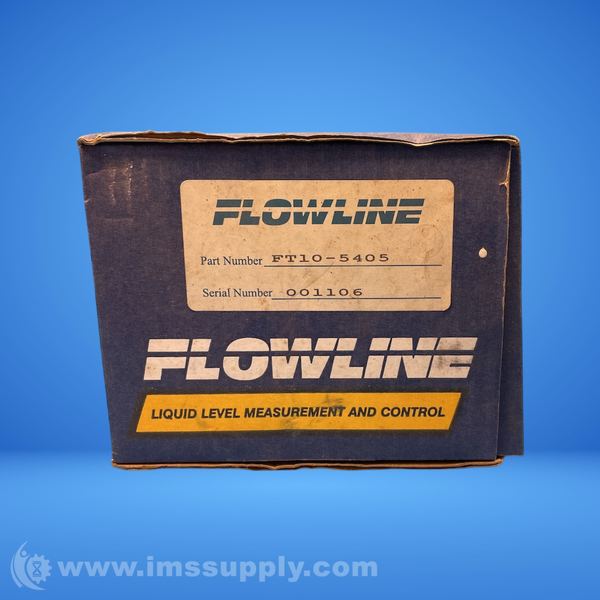 FLOWLINE
Part Number FT10-5405
Serial Number 001106
FLOWLINE
LIQUID LEVEL MEASUREMENT AND CONTROL
www.imssupply.com